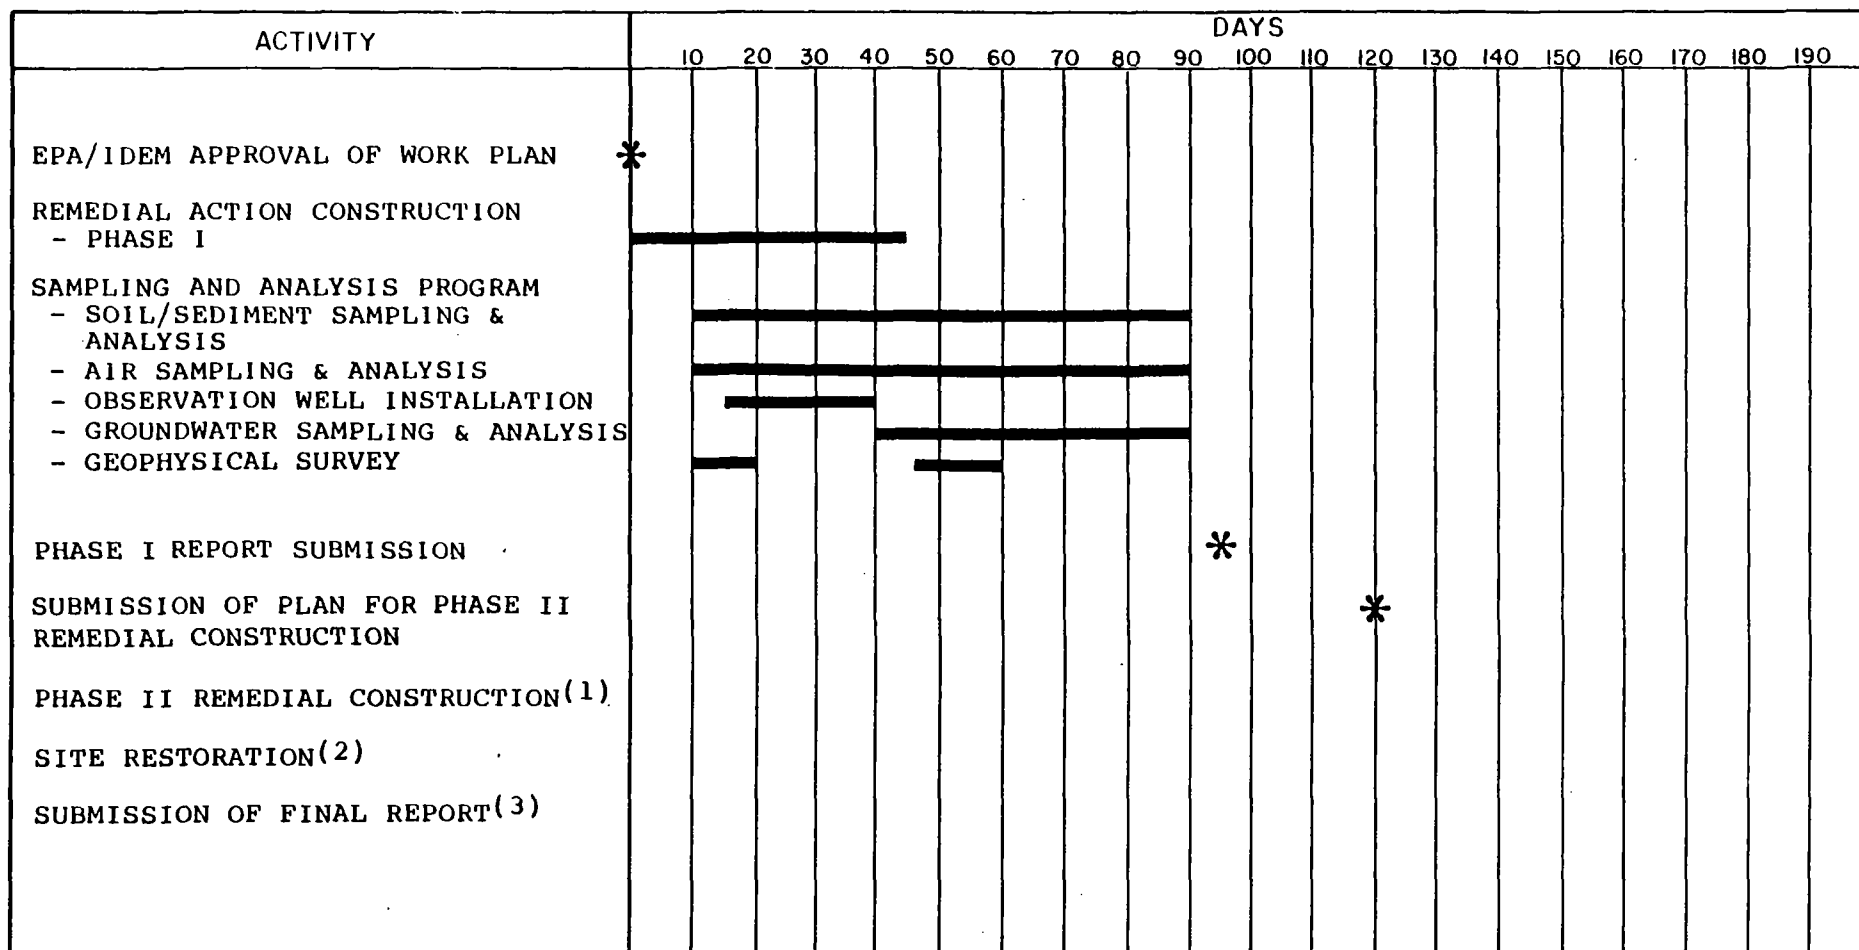 ACTIVITY
DAYS
10 20 30 40 50 60 70 80 90 100 110 120 130 140 150 160 170 180 190
EPA/IDEM APPROVAL OF WORK PLAN
REMEDIAL ACTION CONSTRUCTION
- PHASE I
SAMPLING AND ANALYSIS PROGRAM
- SOIL/SEDIMENT SAMPLING &
ANALYSIS
- AIR SAMPLING & ANALYSIS
- OBSERVATION WELL INSTALLATION
- GROUNDWATER SAMPLING & ANALYSIS
- GEOPHYSICAL SURVEY
PHASE I REPORT SUBMISSION
SUBMISSION OF PLAN FOR PHASE II
REMEDIAL CONSTRUCTION
PHASE II REMEDIAL CONSTRUCTION(1)
SITE RESTORATION(2)
SUBMISSION OF FINAL REPORT(3)